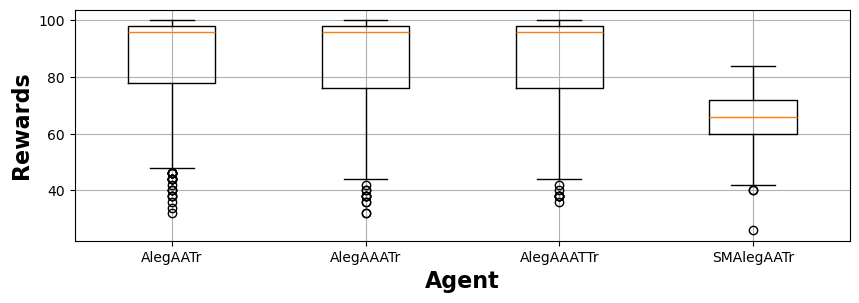 100
80
60
40
Rewards
AlegAATr
AlegAAATr
AlegAAATTr
SMAlegAATr
Agent